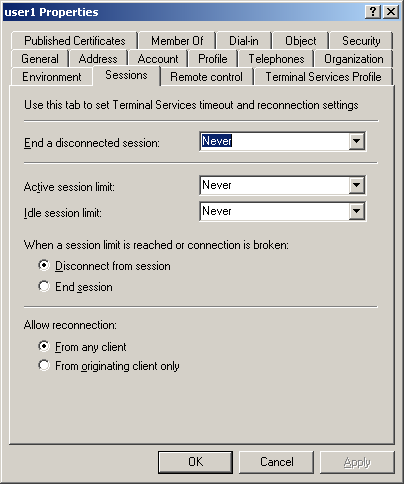 user1 Properties
Published Certificates Member Of Dial-in Object Security
General Address Account Profile Telephones Organization
Environment Sessions Remote control Terminal Services Profile
Use this tab to set Terminal Services timeout and reconnection settings
End a disconnected session: Never
Active session limit: Never
Idle session limit: Never
When a session limit is reached or connection is broken:
Disconnect from session
End session
Allow reconnection:
From any client
From originating client only
OK Cancel Apply